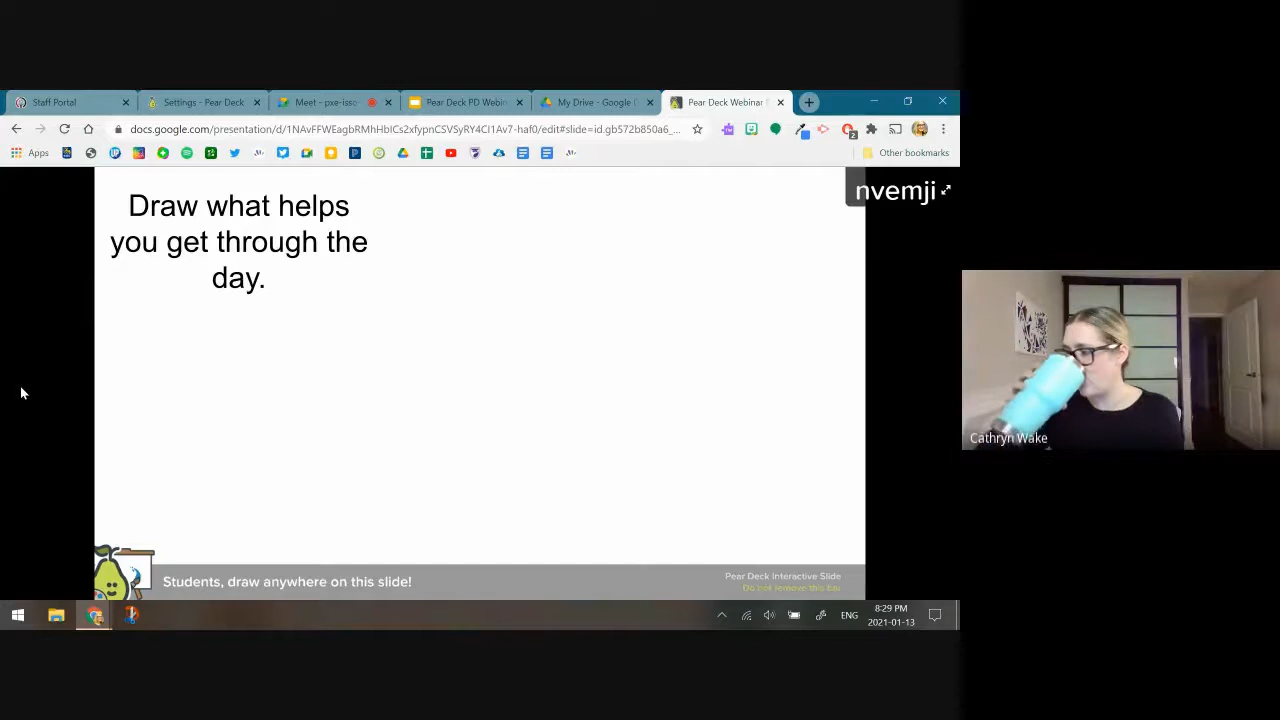 Staff Portal
Settings - Pear Deck
Meet - pxe-isso-
Pear Deck PD Webin
My Drive - Google D
Pear Deck Webinar
docs.google.com/presentation/d/1NAvFFWEagbRMhHbICs2xfypnCSVSyRY4CI1Av7-haf0/edit#slide=id.gb572b850a6_...
Apps
Other bookmarks
Draw what helps
you get through the
day.
nvemji
Cathryn Wake
Students, draw anywhere on this slide!
Pear Deck Interactive Slide
Do not remove this bar
ENG
8:29 PM
2021-01-13